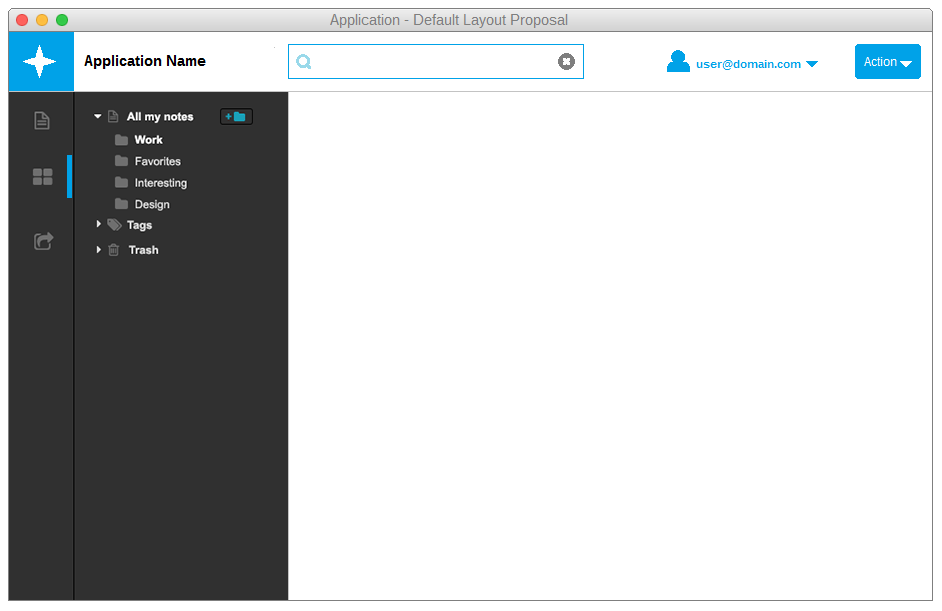 Application - Default Layout Proposal
Application Name
user@domain.com
Action
All my notes
Work
Favorites
Interesting
Design
Tags
Trash